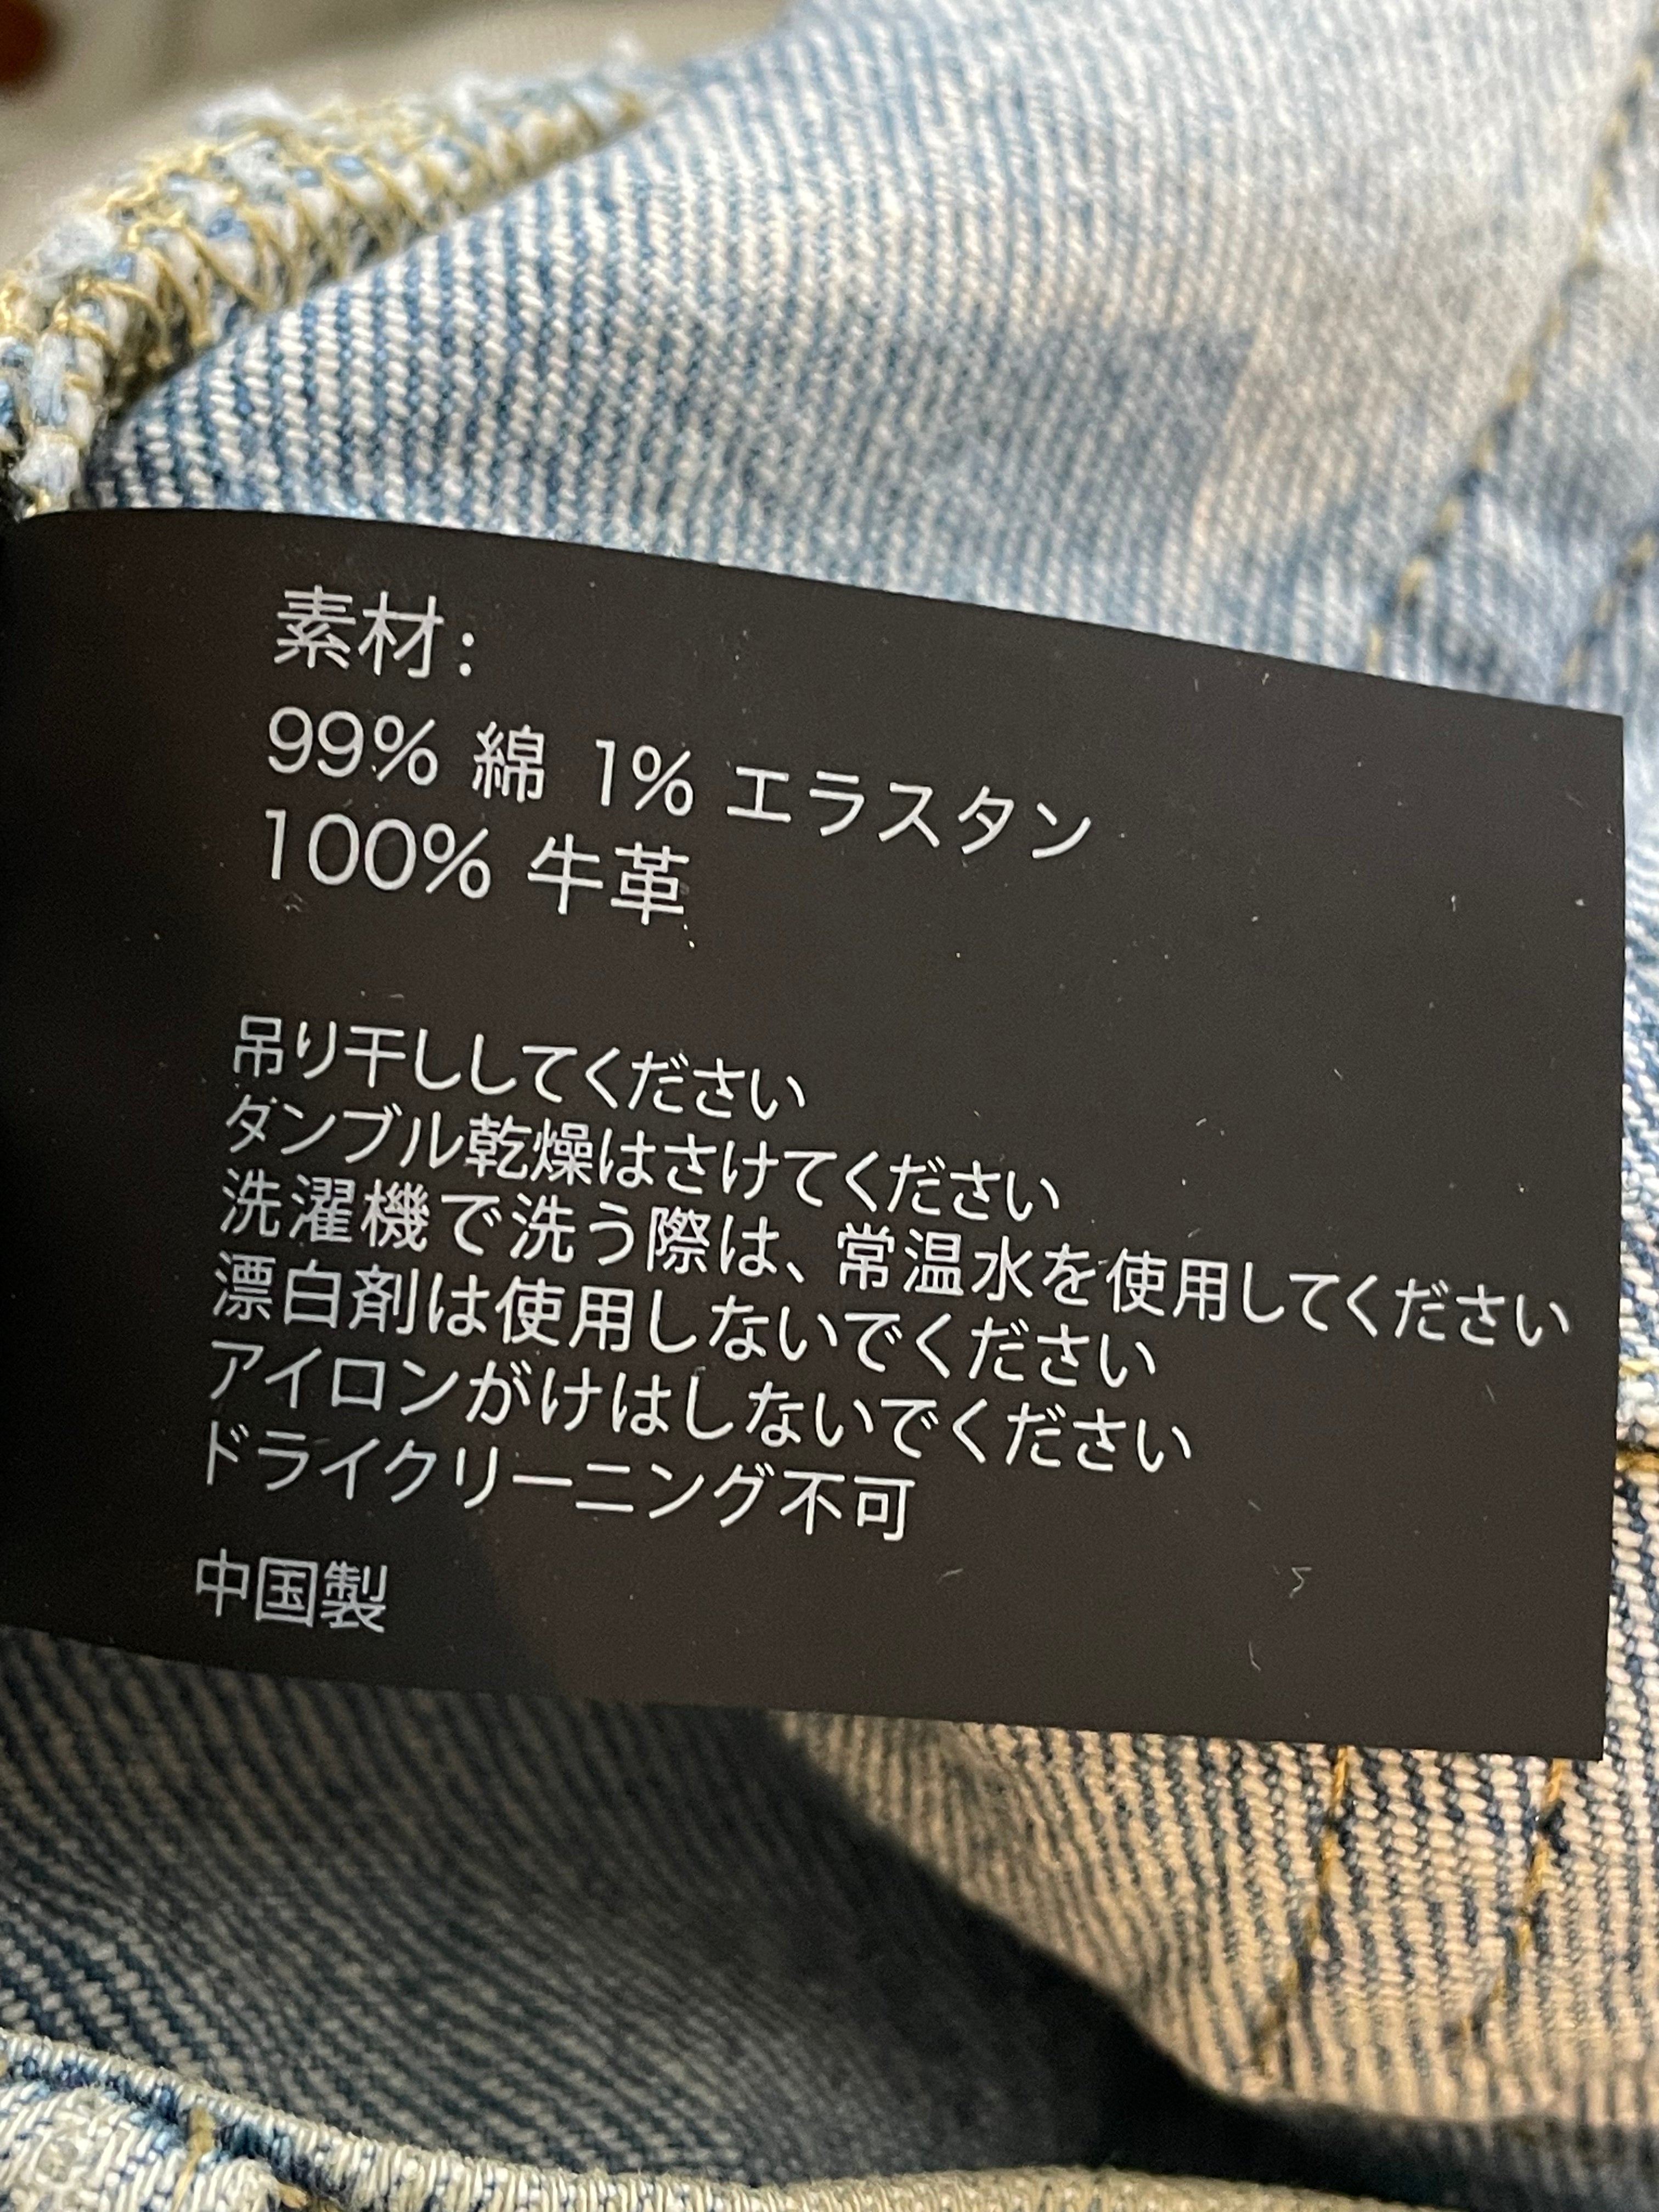 素材:
99% 綿 1% エラスタン
100% 牛革
吊り干ししてください
ダンブル乾燥はさけてください
洗濯機で洗う際は、常温水を使用してください
漂白剤は使用しないでください
アイロンがけはしないでください
ドライクリーニング不可
中国製